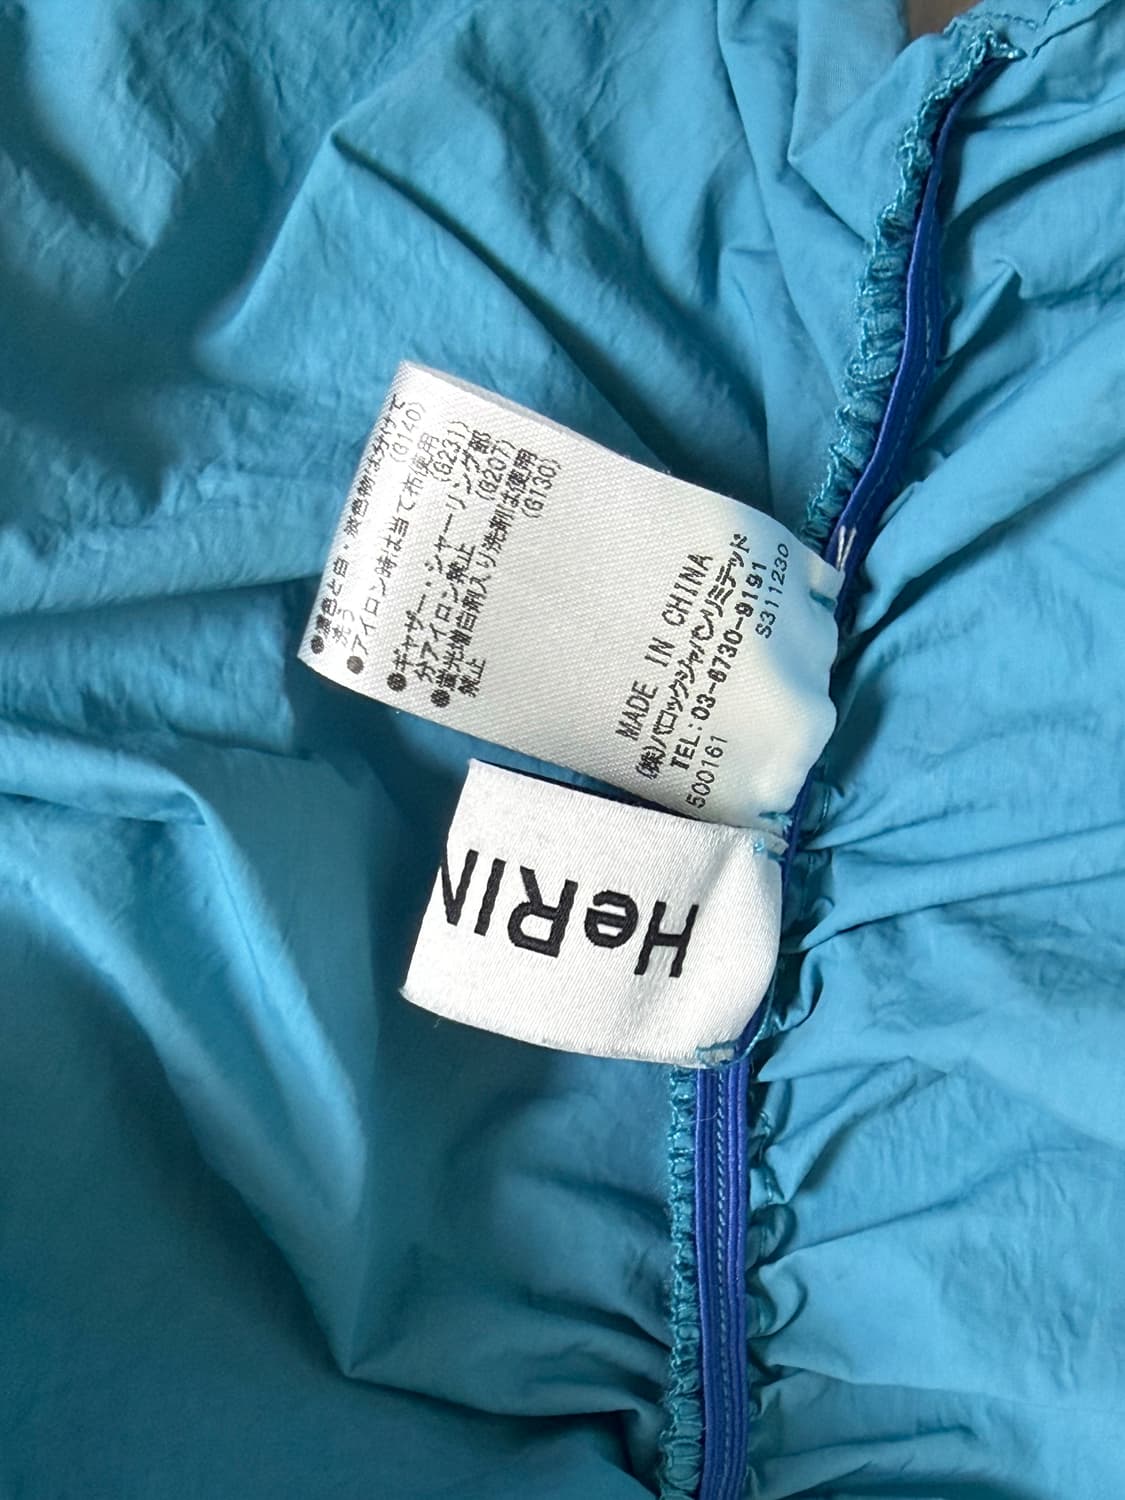 ●濃色と白・淡色物は分けて
洗う (G140)
●アイロン時は当て布使用
(G231)
●ギャザー・シャーリング部
分アイロン禁止 (G207)
●蛍光増白剤入り洗剤は使用
禁止 (G130)
MADE IN CHINA
(株)バロックジャパンリミテッド
TEL:03-6730-9191
500161 S311230
HeRIN